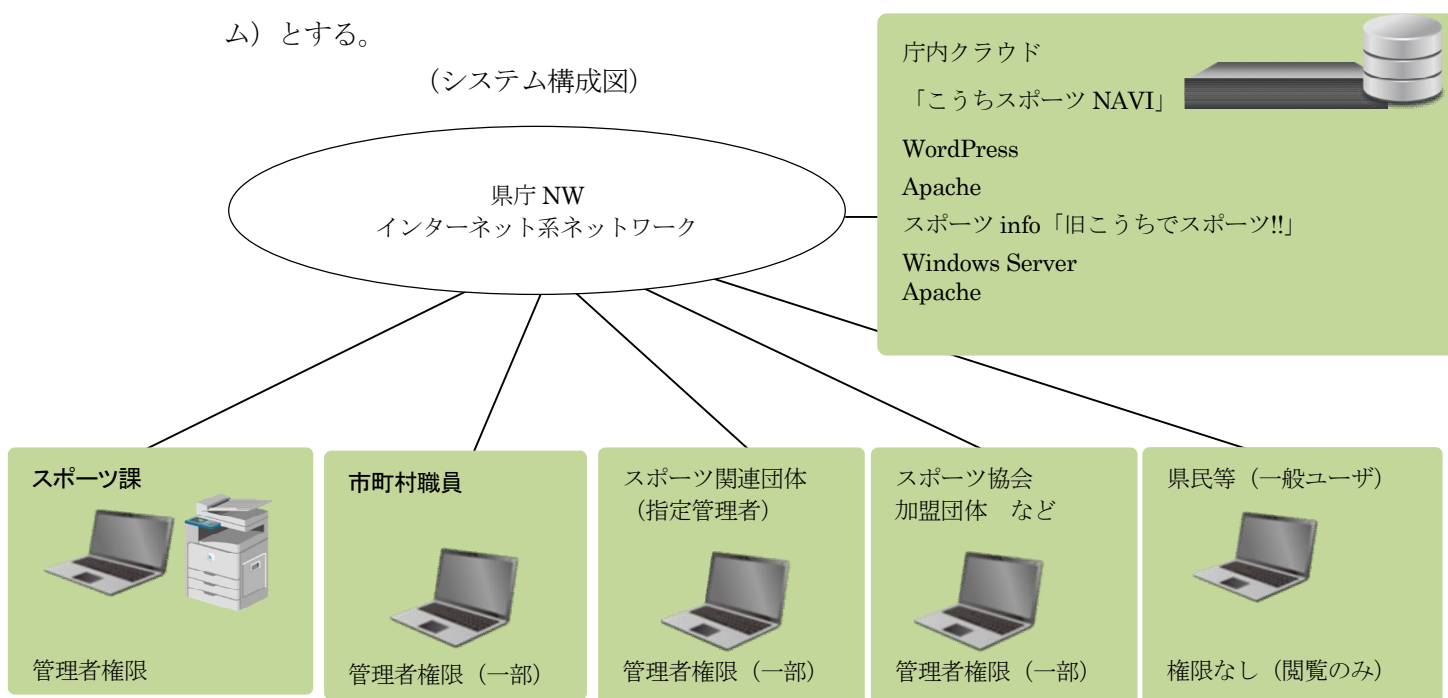 ム）とする。
（システム構成図）
庁内クラウド
「こうちスポーツ NAVI」
WordPress
Apache
スポーツ info「旧こうちでスポーツ!!」
Windows Server
Apache
県庁 NW
インターネット系ネットワーク
スポーツ課
管理者権限
市町村職員
管理者権限（一部）
スポーツ関連団体
（指定管理者）
管理者権限（一部）
スポーツ協会
加盟団体　など
管理者権限（一部）
県民等（一般ユーザ）
権限なし（閲覧のみ）